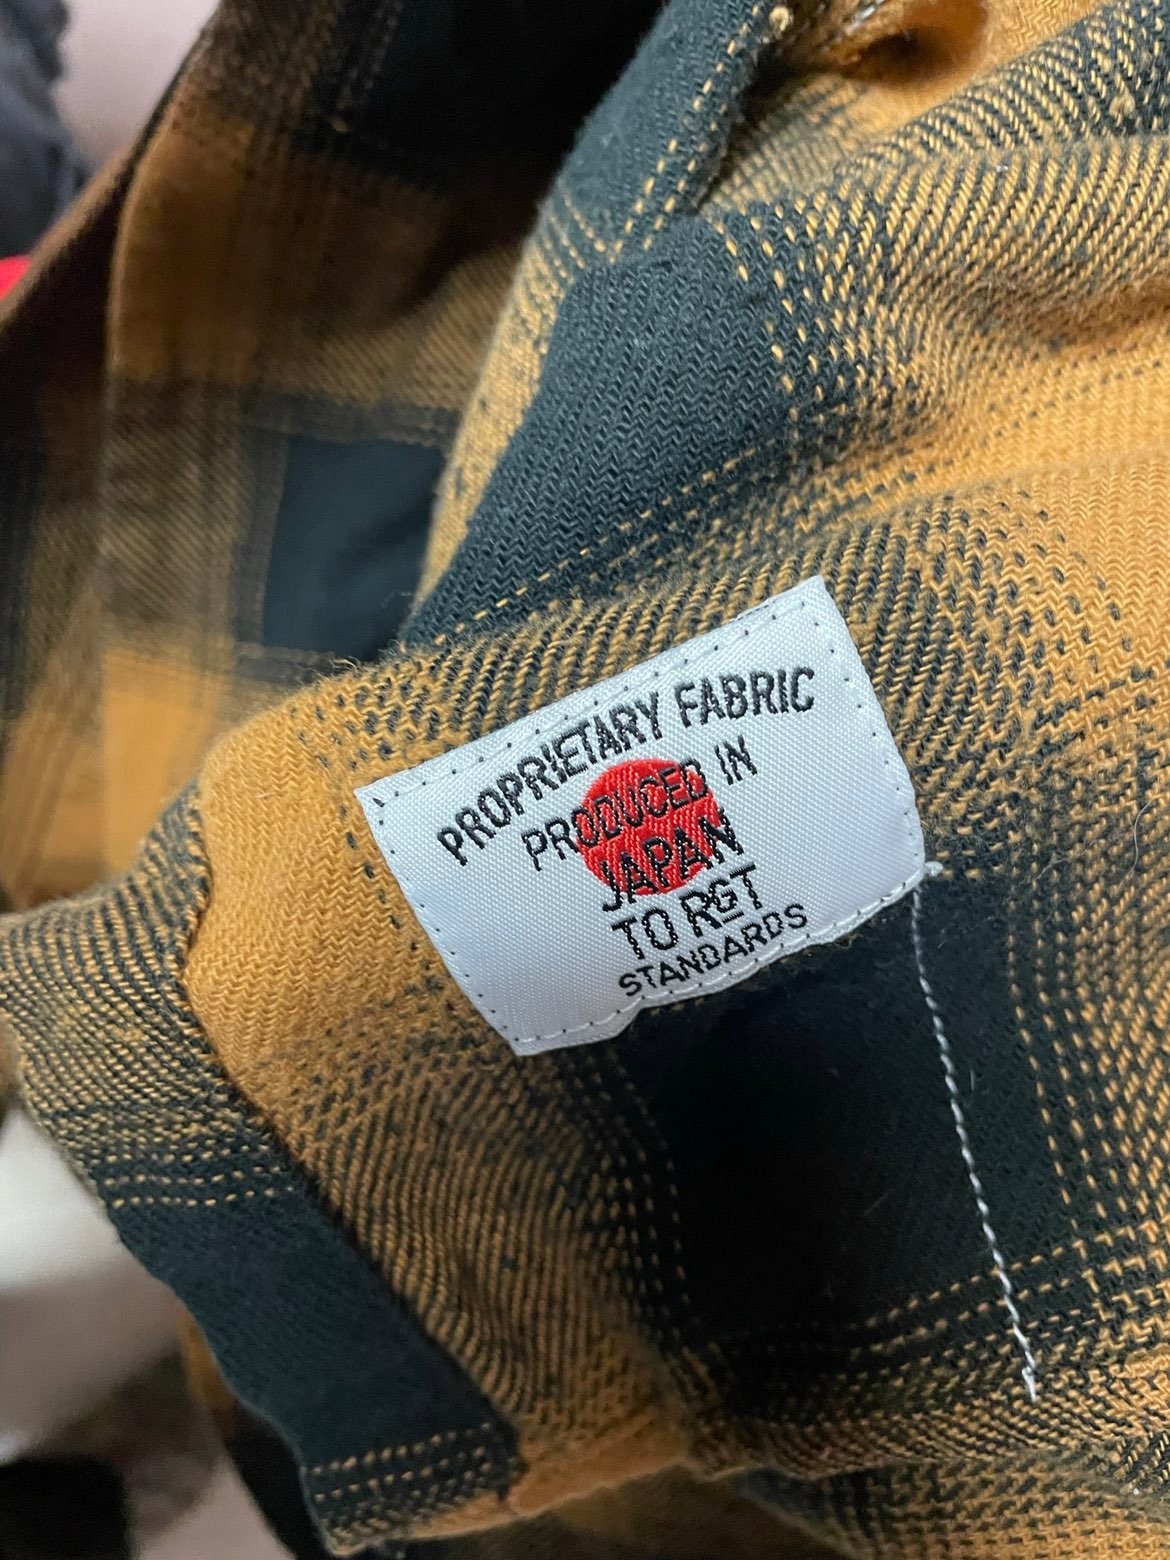 PROPRIETARY FABRIC
PRODUCED IN
JAPAN
TO RGT
STANDARDS